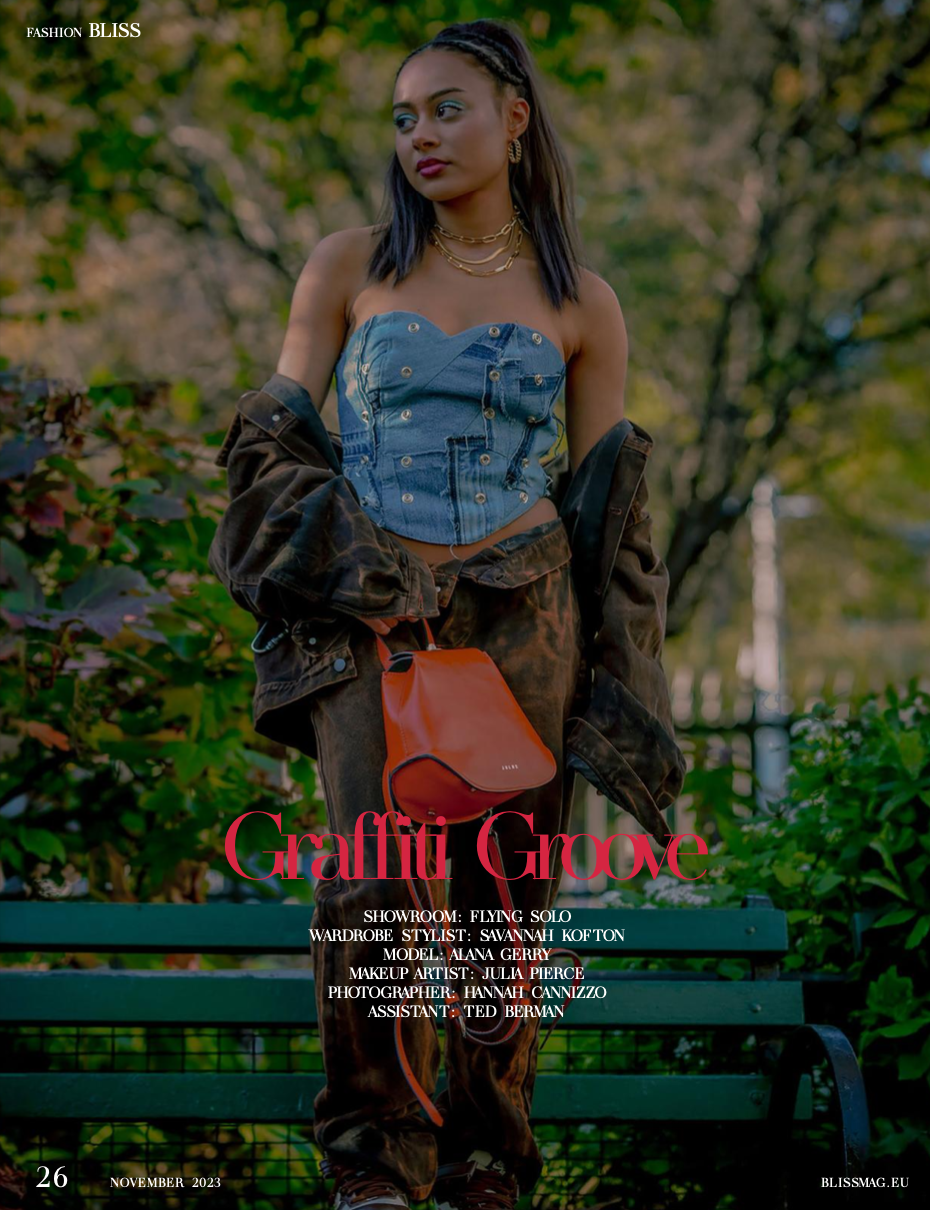 FASHION BLISS
Graffiti Groove
SHOWROOM: FLYING SOLO
WARDROBE STYLIST: SAVANNAH KOFTON
MODEL: ALANA GERRY
MAKEUP ARTIST: JULIA PIERCE
PHOTOGRAPHER: HANNAH CANNIZZO
ASSISTANT: TED BERMAN
26 NOVEMBER 2023 BLISSMAG.EU